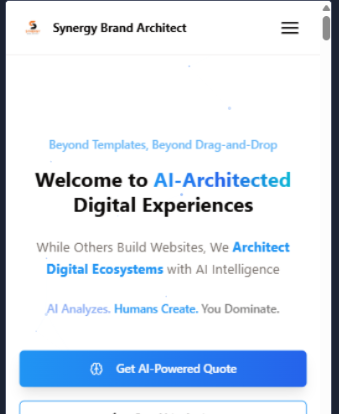 Synergy Brand Architect
Beyond Templates, Beyond Drag-and-Drop
Welcome to AI-Architected
Digital Experiences
While Others Build Websites, We Architect
Digital Ecosystems with AI Intelligence
AI Analyzes. Humans Create. You Dominate.
Get AI-Powered Quote